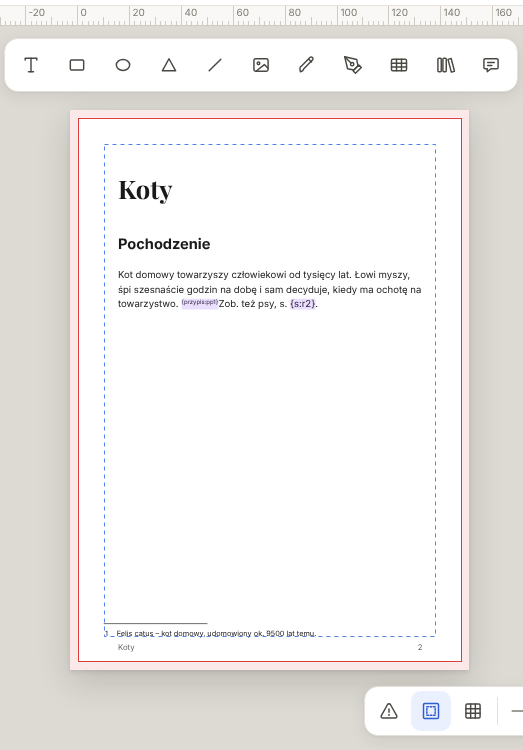 -20 0 20 40 60 80 100 120 140 160
Koty
Pochodzenie
Kot domowy towarzyszy człowiekowi od tysięcy lat. Łowi myszy,
śpi szesnaście godzin na dobę i sam decyduje, kiedy ma ochotę na
towarzystwo. {przypis:pp1}Zob. też psy, s. {s:r2}.
1 Felis catus – kot domowy, udomowiony ok. 9500 lat temu.
Koty 2